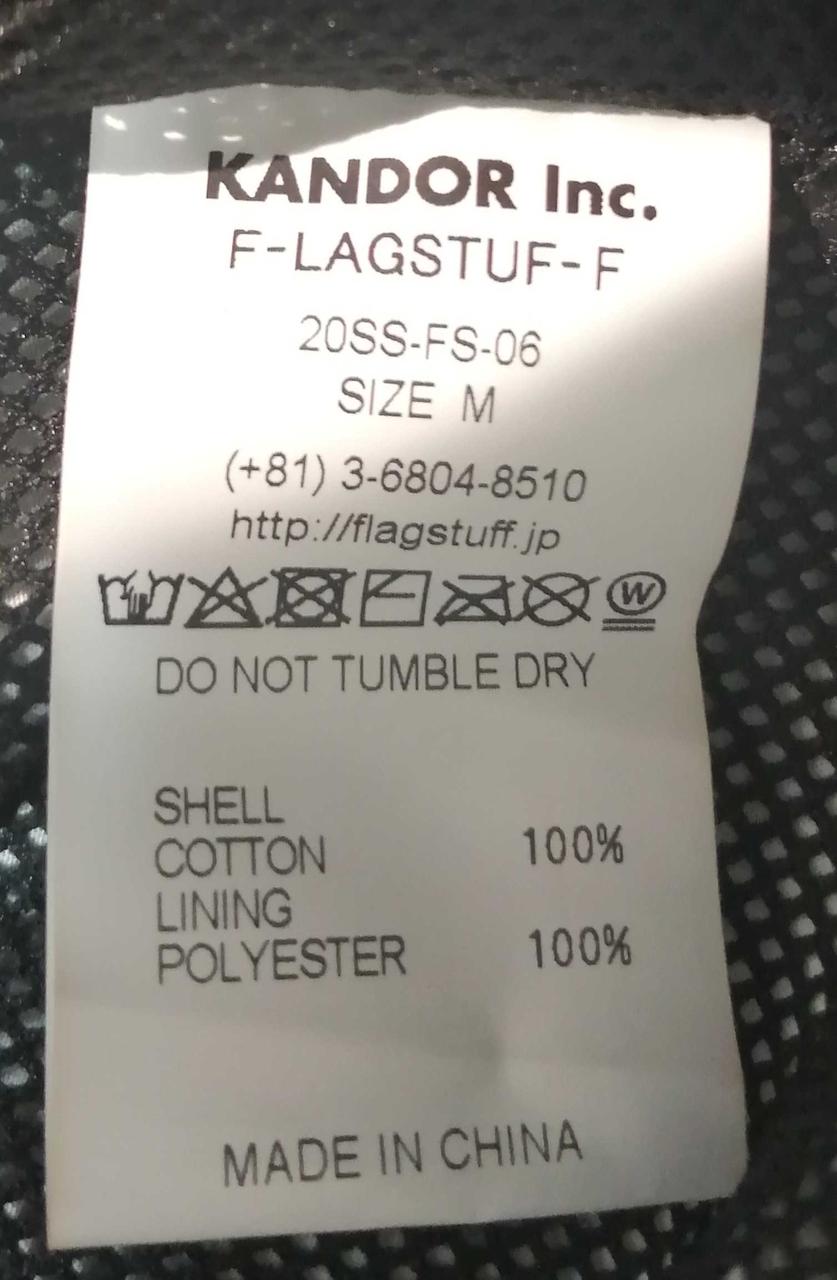 KANDOR Inc.
F-LAGSTUF-F
20SS-FS-06
SIZE M
(+81) 3-6804-8510
http://flagstuff.jp
W
DO NOT TUMBLE DRY
SHELL
COTTON 100%
LINING
POLYESTER 100%
MADE IN CHINA